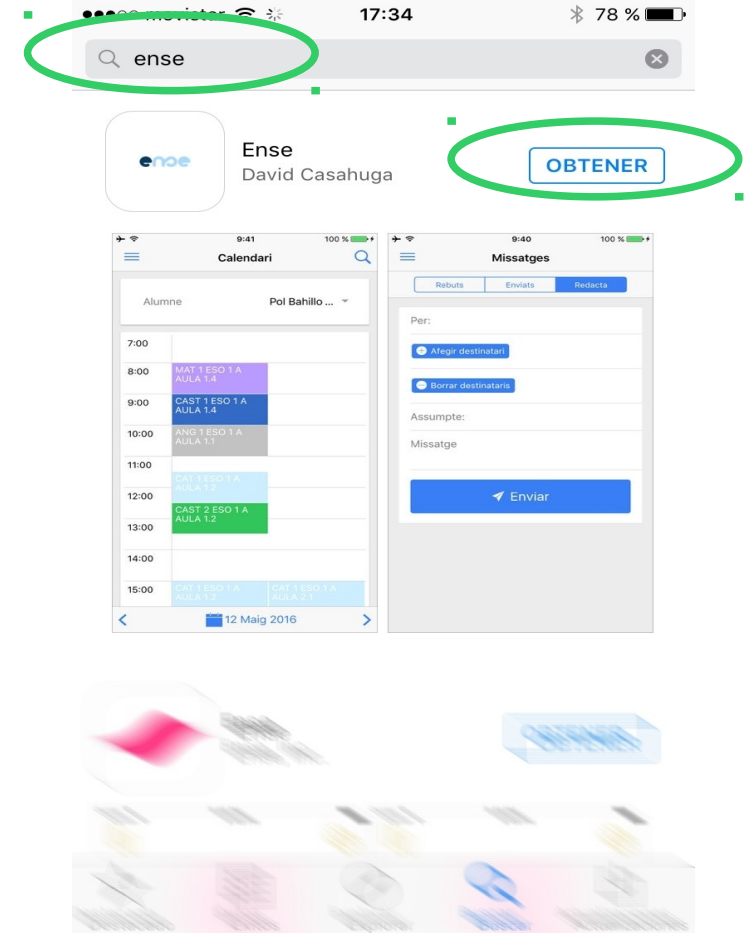 movistar 17:34 78 %
ense
ense
Ense
David Casahuga
OBTENER
9:41 100 %
Calendari
Alumne Pol Bahillo ...
7:00
8:00 MAT 1 ESO 1 A
AULA 1.4
9:00 CAST 1 ESO 1 A
AULA 1.4
10:00 ANG 1 ESO 1 A
AULA 1.1
11:00
CAT 1 ESO 1 A
AULA 1.2
12:00
CAST 2 ESO 1 A
AULA 1.2
13:00
14:00
15:00 CAT 1 ESO 1 A CAT 1 ESO 1 A
AULA 1.2 AULA 2.1
12 Maig 2016
9:40 100 %
Missatges
Rebuts Enviats Redacta
Per:
Afegir destinatari
Borrar destinataris
Assumpte:
Missatge
Enviar
OBTENER